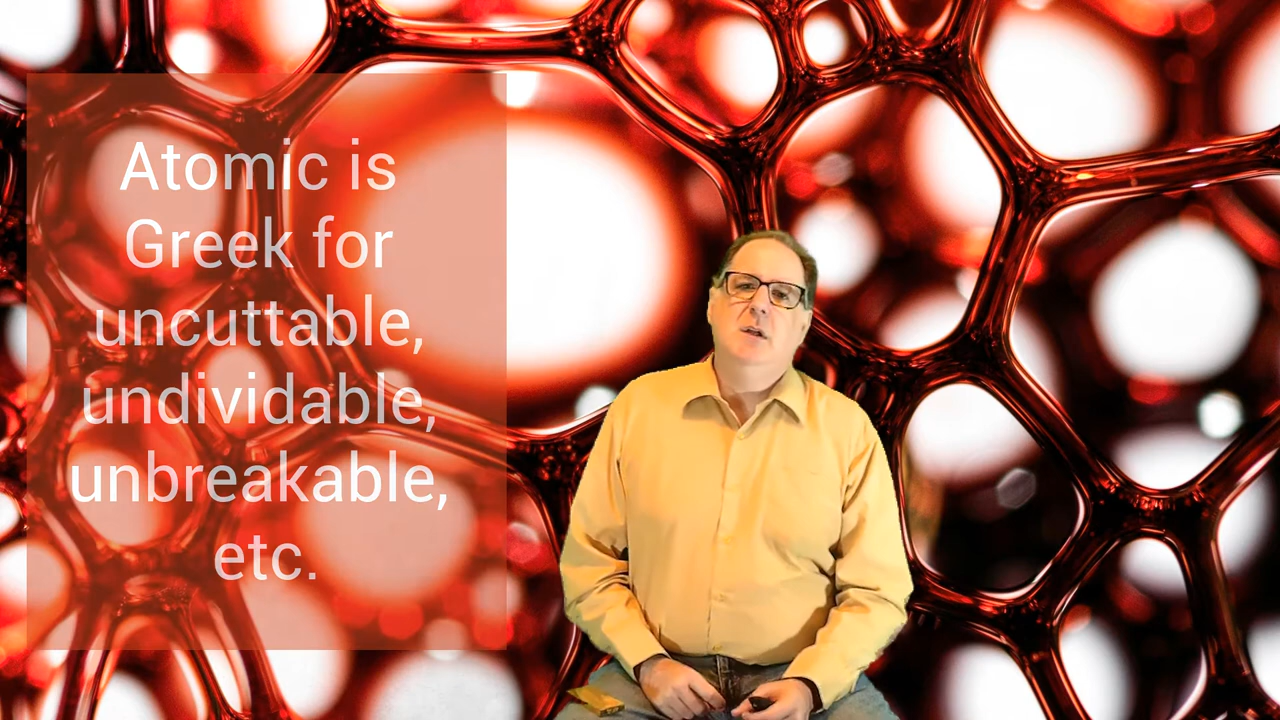 Atomic is
Greek for
uncuttable,
undividable,
unbreakable,
etc.